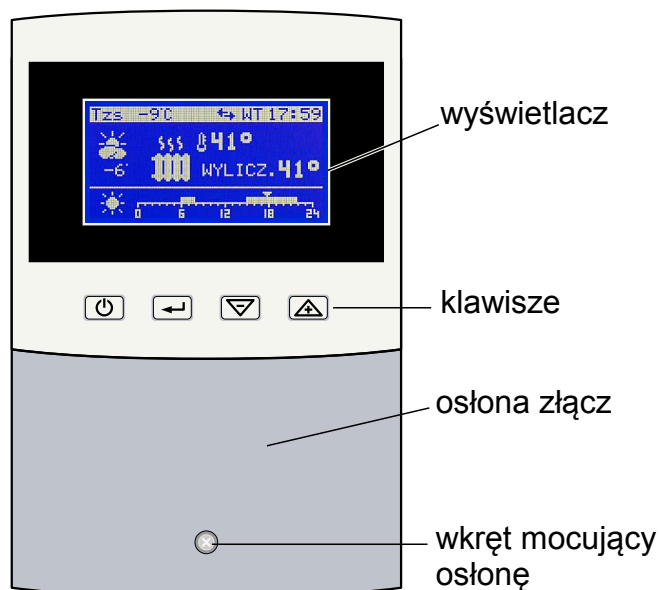 Tzs -9°C ⇆ WT 17:59
wyświetlacz
41°
-6° WYLICZ. 41°
0 6 12 18 24
klawisze
osłona złącz
wkręt mocujący
osłonę